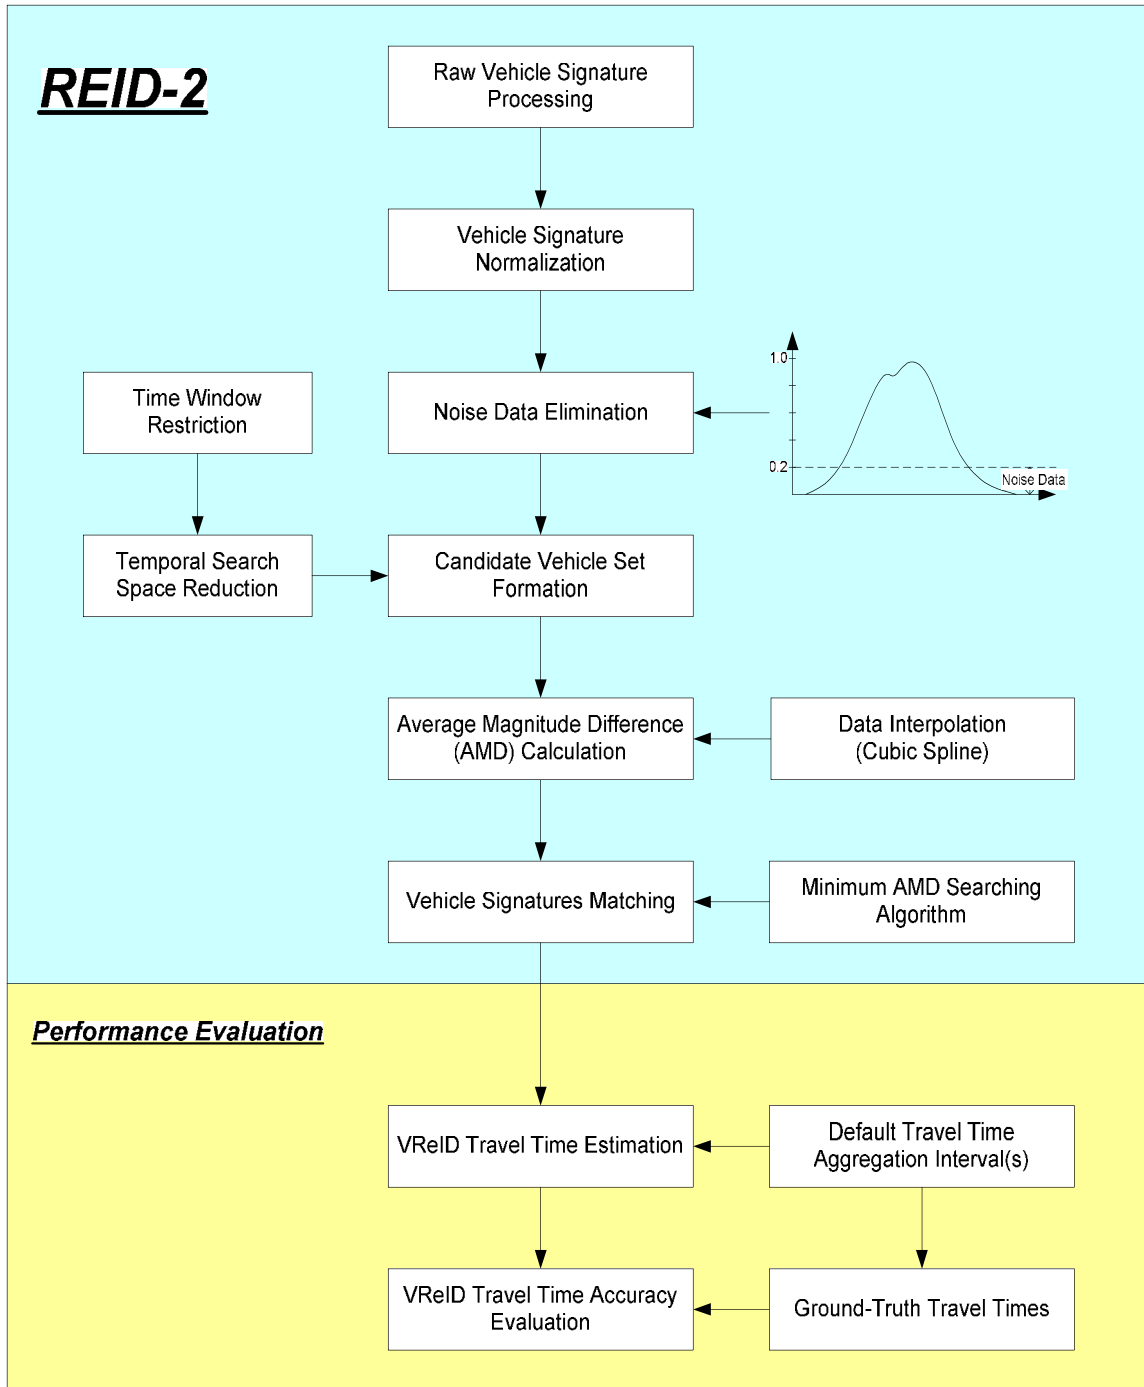 REID-2
Raw Vehicle Signature
Processing
Vehicle Signature
Normalization
1.0
Time Window
Restriction
Noise Data Elimination
0.2
Noise Data
Temporal Search
Space Reduction
Candidate Vehicle Set
Formation
Average Magnitude Difference
(AMD) Calculation
Data Interpolation
(Cubic Spline)
Vehicle Signatures Matching
Minimum AMD Searching
Algorithm
Performance Evaluation
VReID Travel Time Estimation
Default Travel Time
Aggregation Interval(s)
VReID Travel Time Accuracy
Evaluation
Ground-Truth Travel Times